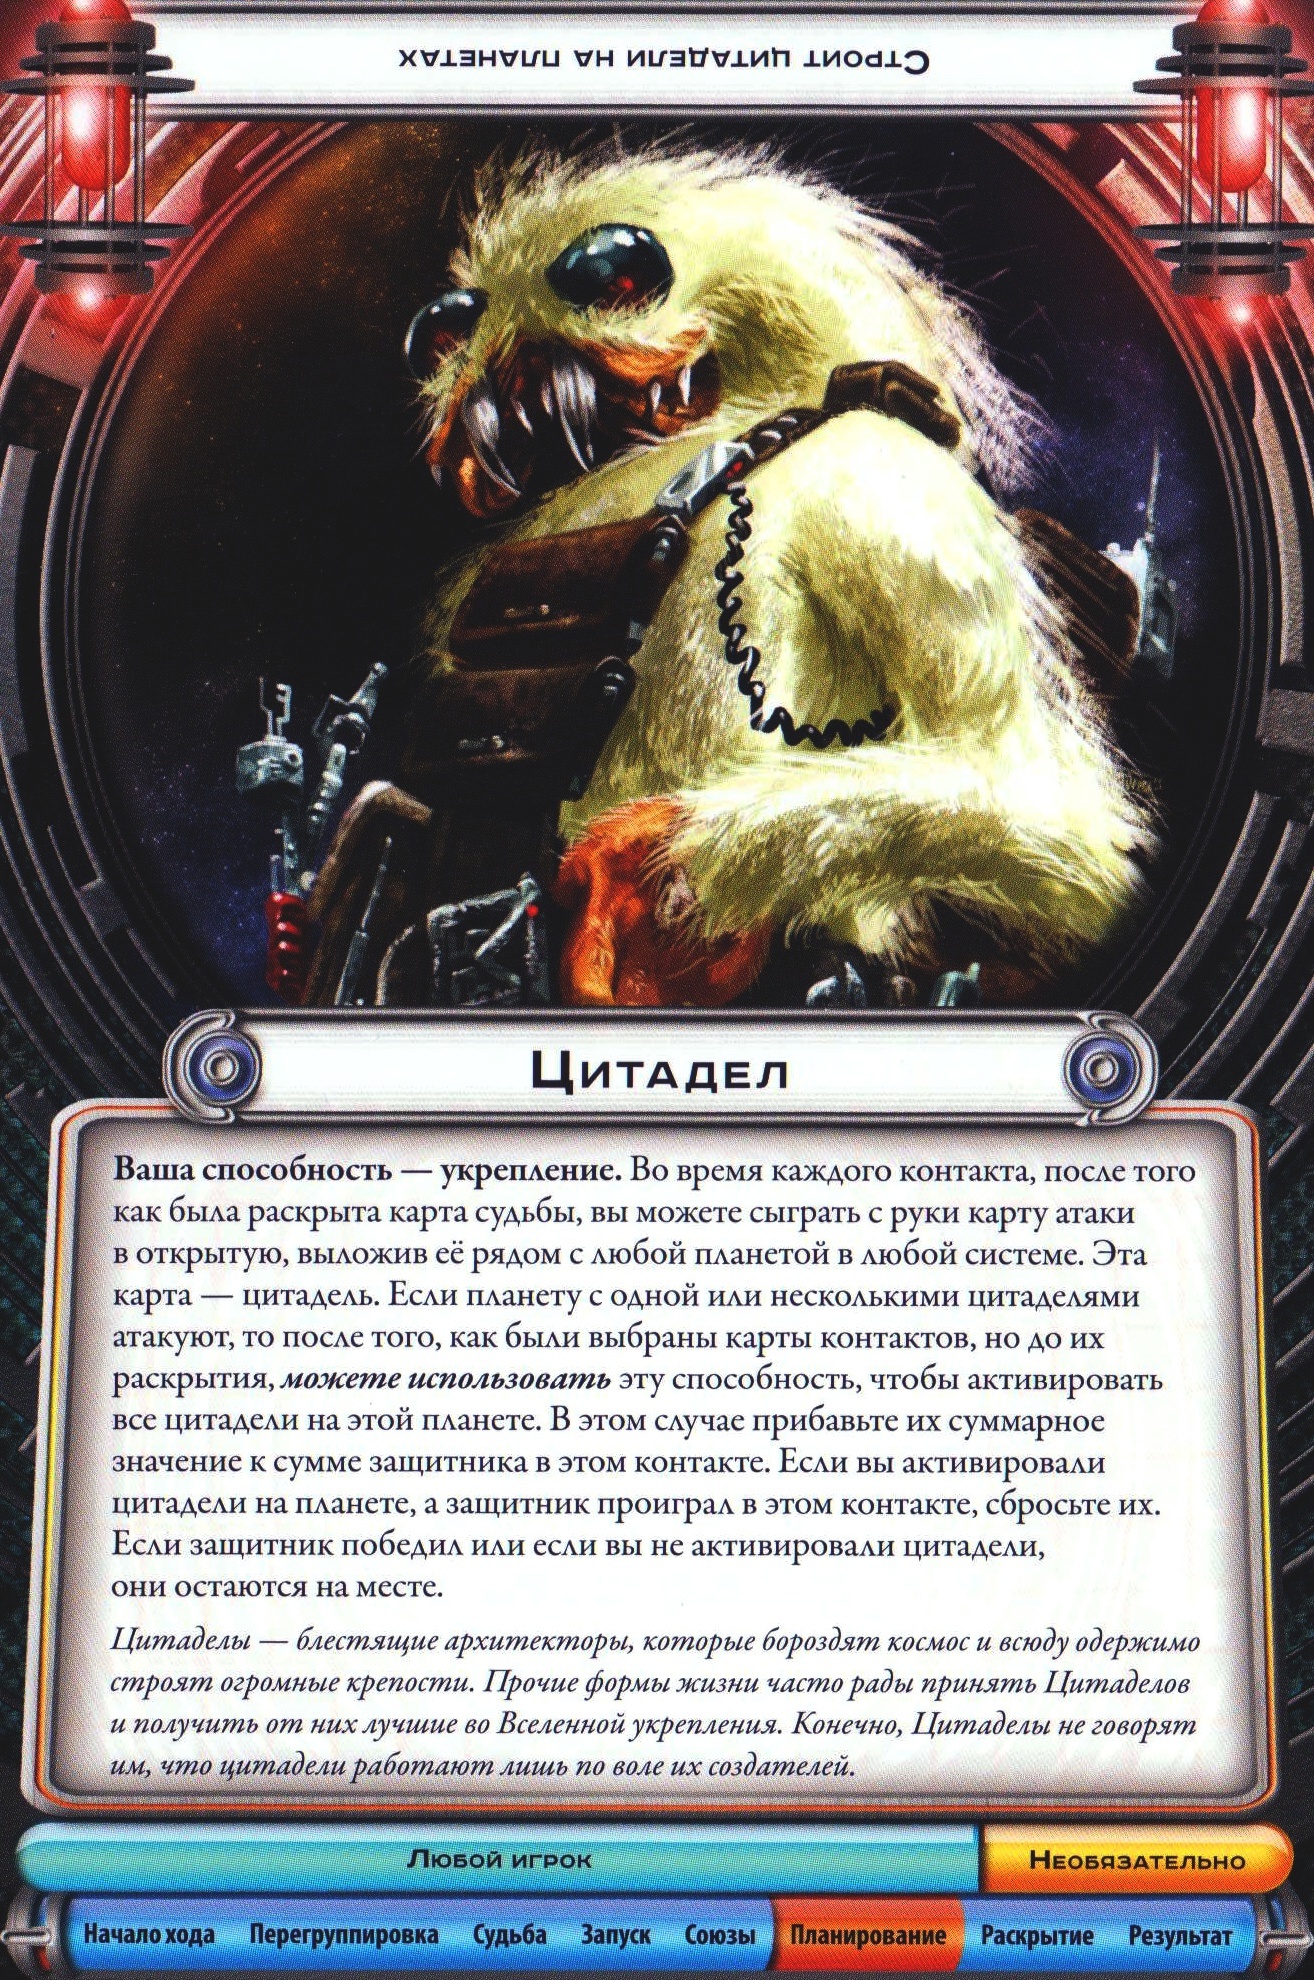 Строит цитадели на планетах
Цитадел
Ваша способность — укрепление. Во время каждого контакта, после того
как была раскрыта карта судьбы, вы можете сыграть с руки карту атаки
в открытую, выложив её рядом с любой планетой в любой системе. Эта
карта — цитадель. Если планету с одной или несколькими цитаделями
атакуют, то после того, как были выбраны карты контактов, но до их
раскрытия, можете использовать эту способность, чтобы активировать
все цитадели на этой планете. В этом случае прибавьте их суммарное
значение к сумме защитника в этом контакте. Если вы активировали
цитадели на планете, а защитник проиграл в этом контакте, сбросьте их.
Если защитник победил или если вы не активировали цитадели,
они остаются на месте.
Цитаделы — блестящие архитекторы, которые бороздят космос и всюду одержимо
строят огромные крепости. Прочие формы жизни часто рады принять Цитаделов
и получить от них лучшие во Вселенной укрепления. Конечно, Цитаделы не говорят
им, что цитадели работают лишь по воле их создателей.
Любой игрок Необязательно
Начало хода Перегруппировка Судьба Запуск Союзы Планирование Раскрытие Результат